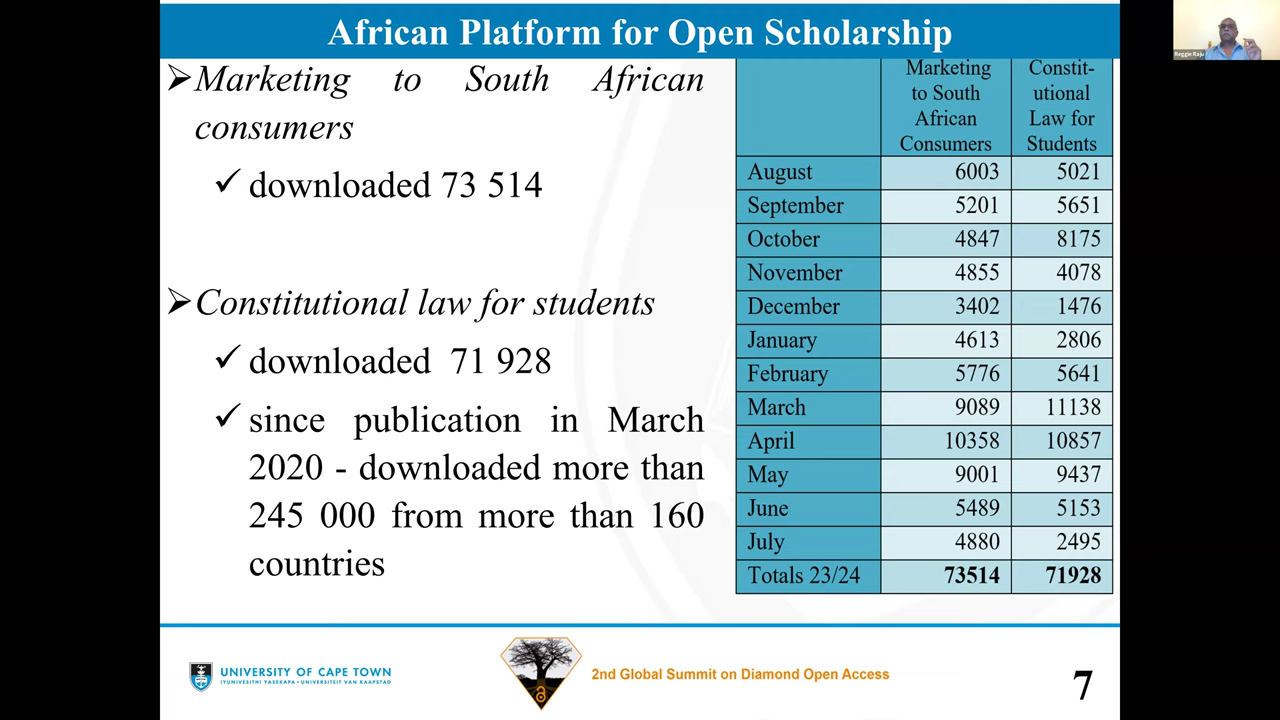 African Platform for Open Scholarship
Reggie Raju
➢Marketing to South African
consumers
✓ downloaded 73 514
➢Constitutional law for students
✓ downloaded 71 928
✓ since publication in March
2020 - downloaded more than
245 000 from more than 160
countries
Marketing to South African Consumers Constit-utional Law for Students
August 6003 5021
September 5201 5651
October 4847 8175
November 4855 4078
December 3402 1476
January 4613 2806
February 5776 5641
March 9089 11138
April 10358 10857
May 9001 9437
June 5489 5153
July 4880 2495
Totals 23/24 73514 71928
UNIVERSITY OF CAPE TOWN
IYUNIVESITHI YASEKAPA • UNIVERSITEIT VAN KAAPSTAD
2nd Global Summit on Diamond Open Access
7